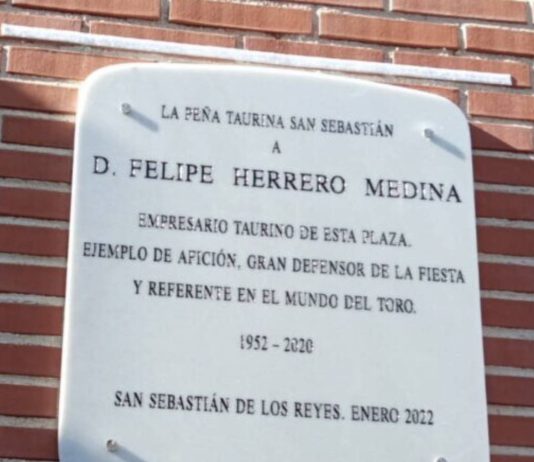 LA PEÑA TAURINA SAN SEBASTIÁN
A
D. FELIPE HERRERO MEDINA
EMPRESARIO TAURINO DE ESTA PLAZA.
EJEMPLO DE AFICIÓN, GRAN DEFENSOR DE LA FIESTA
Y REFERENTE EN EL MUNDO DEL TORO.
1952 – 2020
SAN SEBASTIÁN DE LOS REYES. ENERO 2022